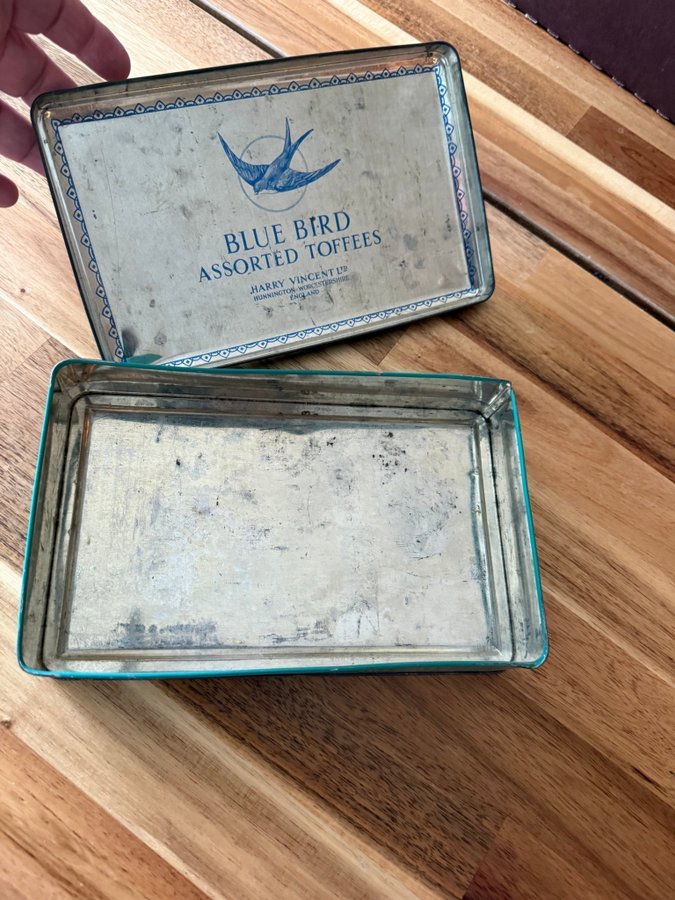 BLUE BIRD
ASSORTED TOFFEES
HARRY VINCENT LTD
HUNNINGTON WORCESTERSHIRE
ENGLAND